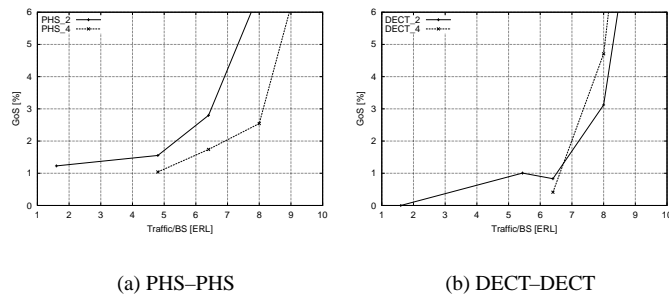 PHS_2
PHS_4
GoS [%]
6
5
4
3
2
1
0
1 2 3 4 5 6 7 8 9 10
Traffic/BS [ERL]
(a) PHS–PHS
DECT_2
DECT_4
GoS [%]
6
5
4
3
2
1
0
1 2 3 4 5 6 7 8 9 10
Traffic/BS [ERL]
(b) DECT–DECT